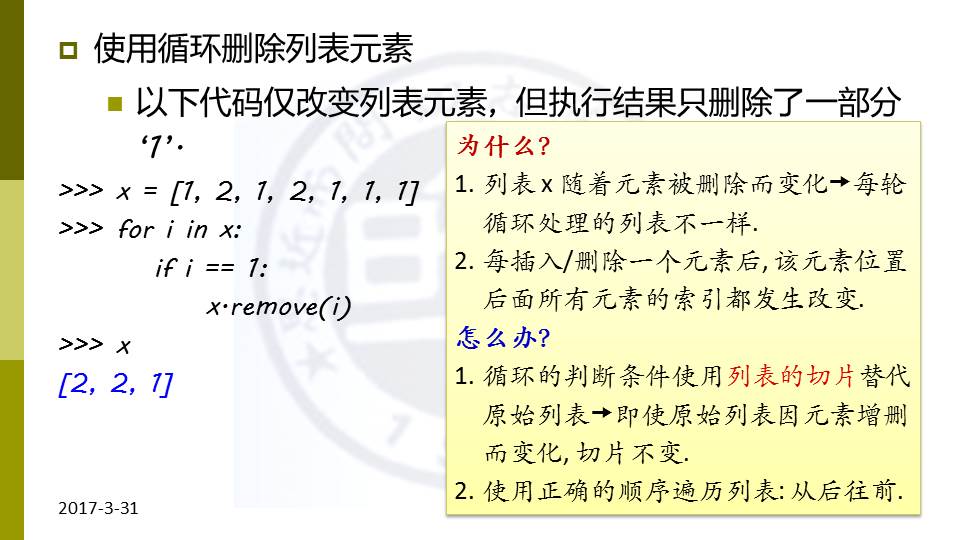 使用循环删除列表元素
以下代码仅改变列表元素，但执行结果只删除了一部分
‘1’.
>>> x = [1, 2, 1, 2, 1, 1, 1]
>>> for i in x:
if i == 1:
x.remove(i)
>>> x
[2, 2, 1]
为什么?
1. 列表 x 随着元素被删除而变化→每轮
循环处理的列表不一样.
2. 每插入/删除一个元素后, 该元素位置
后面所有元素的索引都发生改变.
怎么办?
1. 循环的判断条件使用列表的切片替代
原始列表→即使原始列表因元素增删
而变化, 切片不变.
2. 使用正确的顺序遍历列表: 从后往前.
2017-3-31